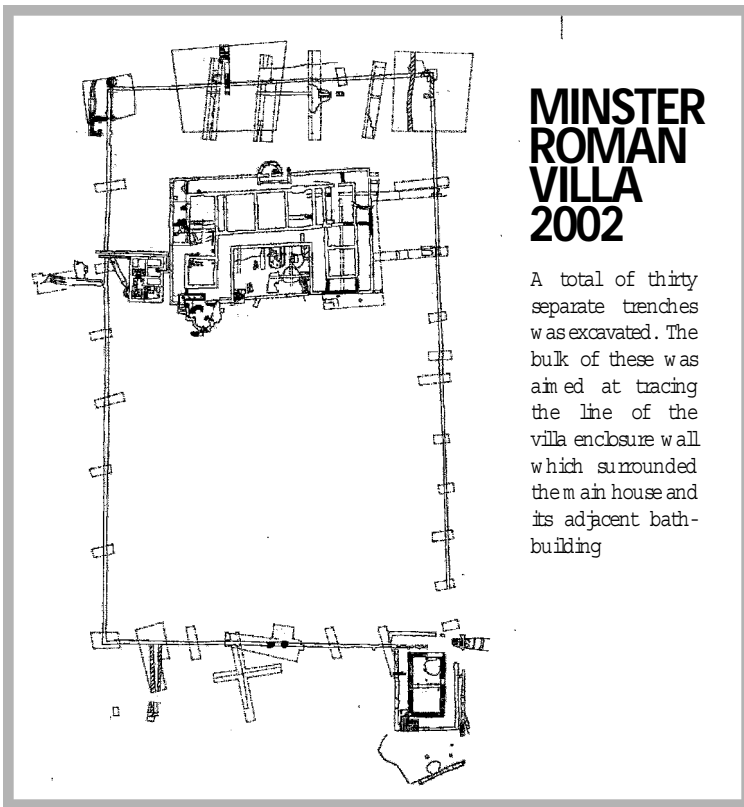 MINSTER
ROMAN
VILLA
2002
A total of thirty
separate trenches
was excavated. The
bulk of these was
aimed at tracing
the line of the
villa enclosure wall
which surrounded
the main house and
its adjacent bath-
building